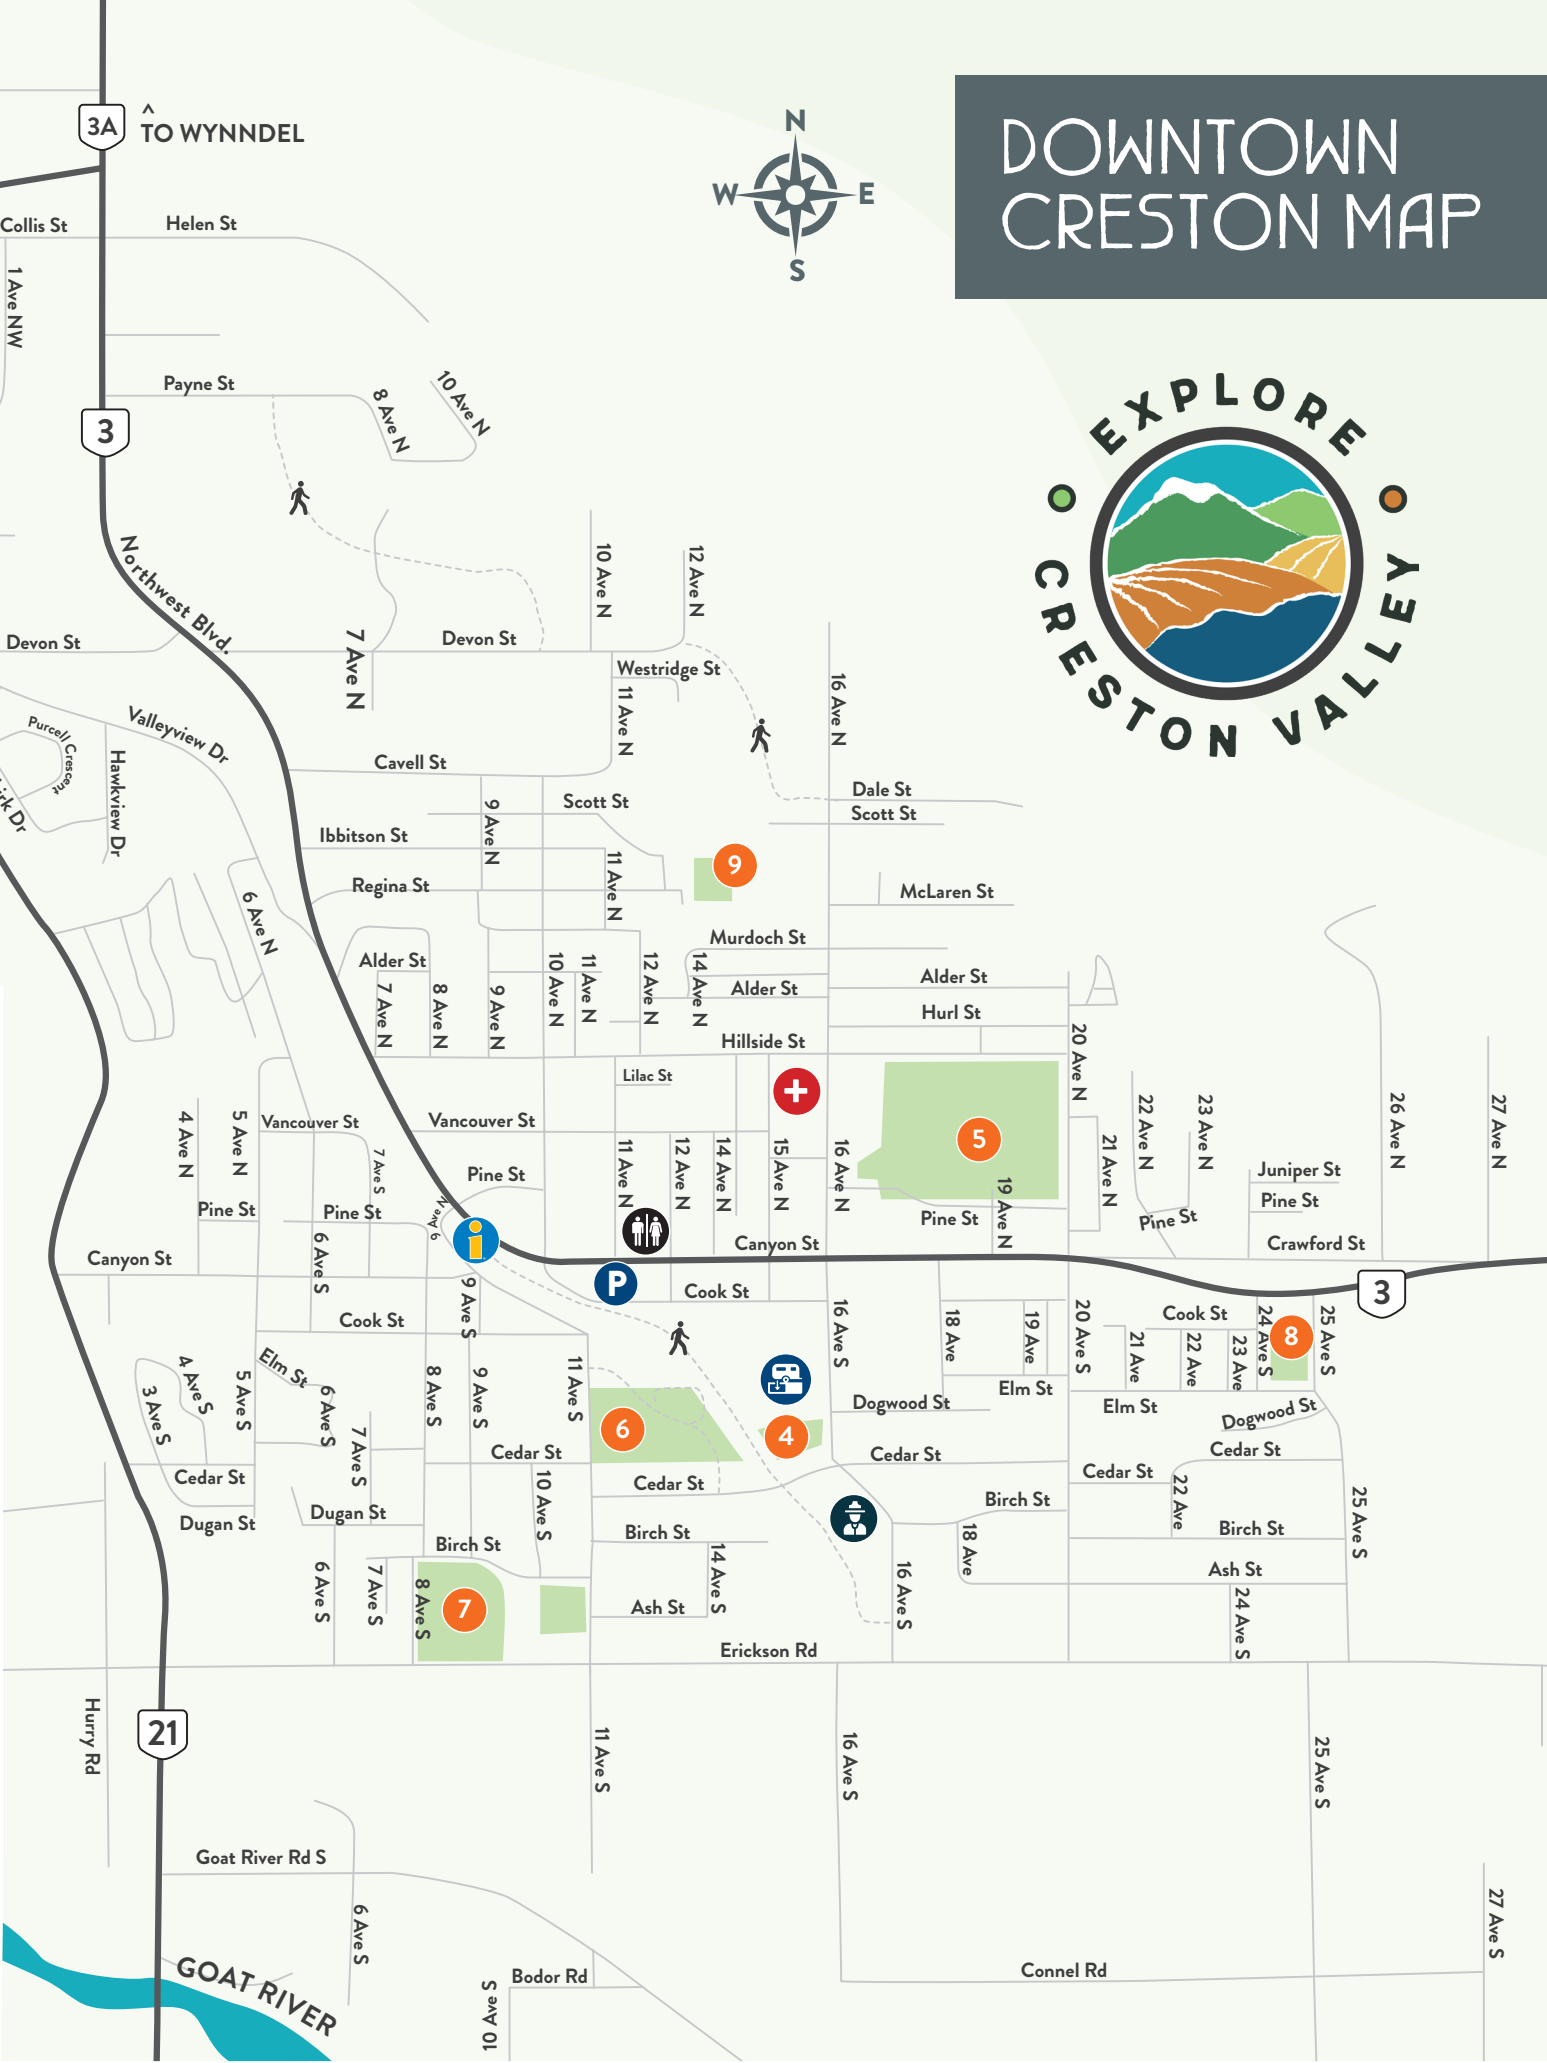 DOWNTOWN
CRESTON MAP
3A
^
TO WYNNDEL
N
W
E
S
Collis St
Helen St
1 Ave NW
Payne St
8 Ave N
10 Ave N
3
EXPLORE
CRESTON VALLEY
Northwest Blvd.
10 Ave N
12 Ave N
Devon St
7 Ave N
Devon St
Westridge St
11 Ave N
16 Ave N
Purcell Crescent
Valleyview Dr
Hawkview Dr
Cavell St
Dale St
Scott St
9 Ave N
Scott St
Ibbitson St
9
11 Ave N
Regina St
McLaren St
6 Ave N
Murdoch St
Alder St
10 Ave N
11 Ave N
12 Ave N
14 Ave N
Alder St
Alder St
7 Ave N
8 Ave N
9 Ave N
Hurl St
Hillside St
20 Ave N
Lilac St
4 Ave N
5 Ave N
Vancouver St
Vancouver St
5
22 Ave N
23 Ave N
26 Ave N
27 Ave N
7 Ave S
11 Ave N
12 Ave N
14 Ave N
15 Ave N
16 Ave N
21 Ave N
Pine St
Juniper St
Pine St
Pine St
9 Ave N
19 Ave N
Pine St
Pine St
Pine St
Canyon St
6 Ave S
Canyon St
Crawford St
P
9 Ave S
Cook St
3
Cook St
16 Ave S
18 Ave
19 Ave
20 Ave S
Cook St
24 Ave S
8
25 Ave S
21 Ave
22 Ave
23 Ave
Elm St
4 Ave S
3 Ave S
5 Ave S
6 Ave S
8 Ave S
9 Ave S
11 Ave S
Elm St
Elm St
Dogwood St
Dogwood St
6
4
7 Ave S
Cedar St
Cedar St
Cedar St
Cedar St
Cedar St
Cedar St
10 Ave S
22 Ave
Dugan St
Dugan St
Birch St
25 Ave S
Birch St
Birch St
Birch St
18 Ave
14 Ave S
16 Ave S
Ash St
6 Ave S
7 Ave S
8 Ave S
7
Ash St
24 Ave S
Erickson Rd
Hurry Rd
21
11 Ave S
16 Ave S
25 Ave S
Goat River Rd S
6 Ave S
27 Ave S
GOAT RIVER
Bodor Rd
10 Ave S
Connel Rd